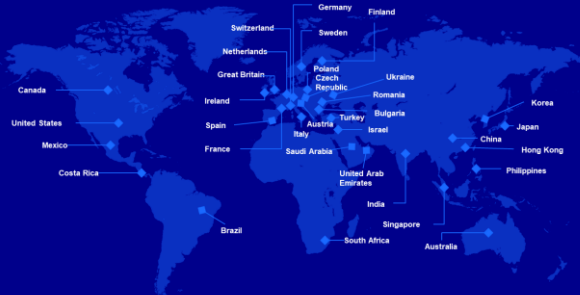 Germany
Finland
Switzerland
Sweden
Netherlands
Great Britain
Poland
Czech
Republic
Ukraine
Canada
Ireland
Romania
Korea
United States
Spain
Austria
Turkey
Bulgaria
Japan
Italy
Israel
China
Mexico
France
Saudi Arabia
Hong Kong
Costa Rica
United Arab
Emirates
Philippines
India
Singapore
Brazil
South Africa
Australia